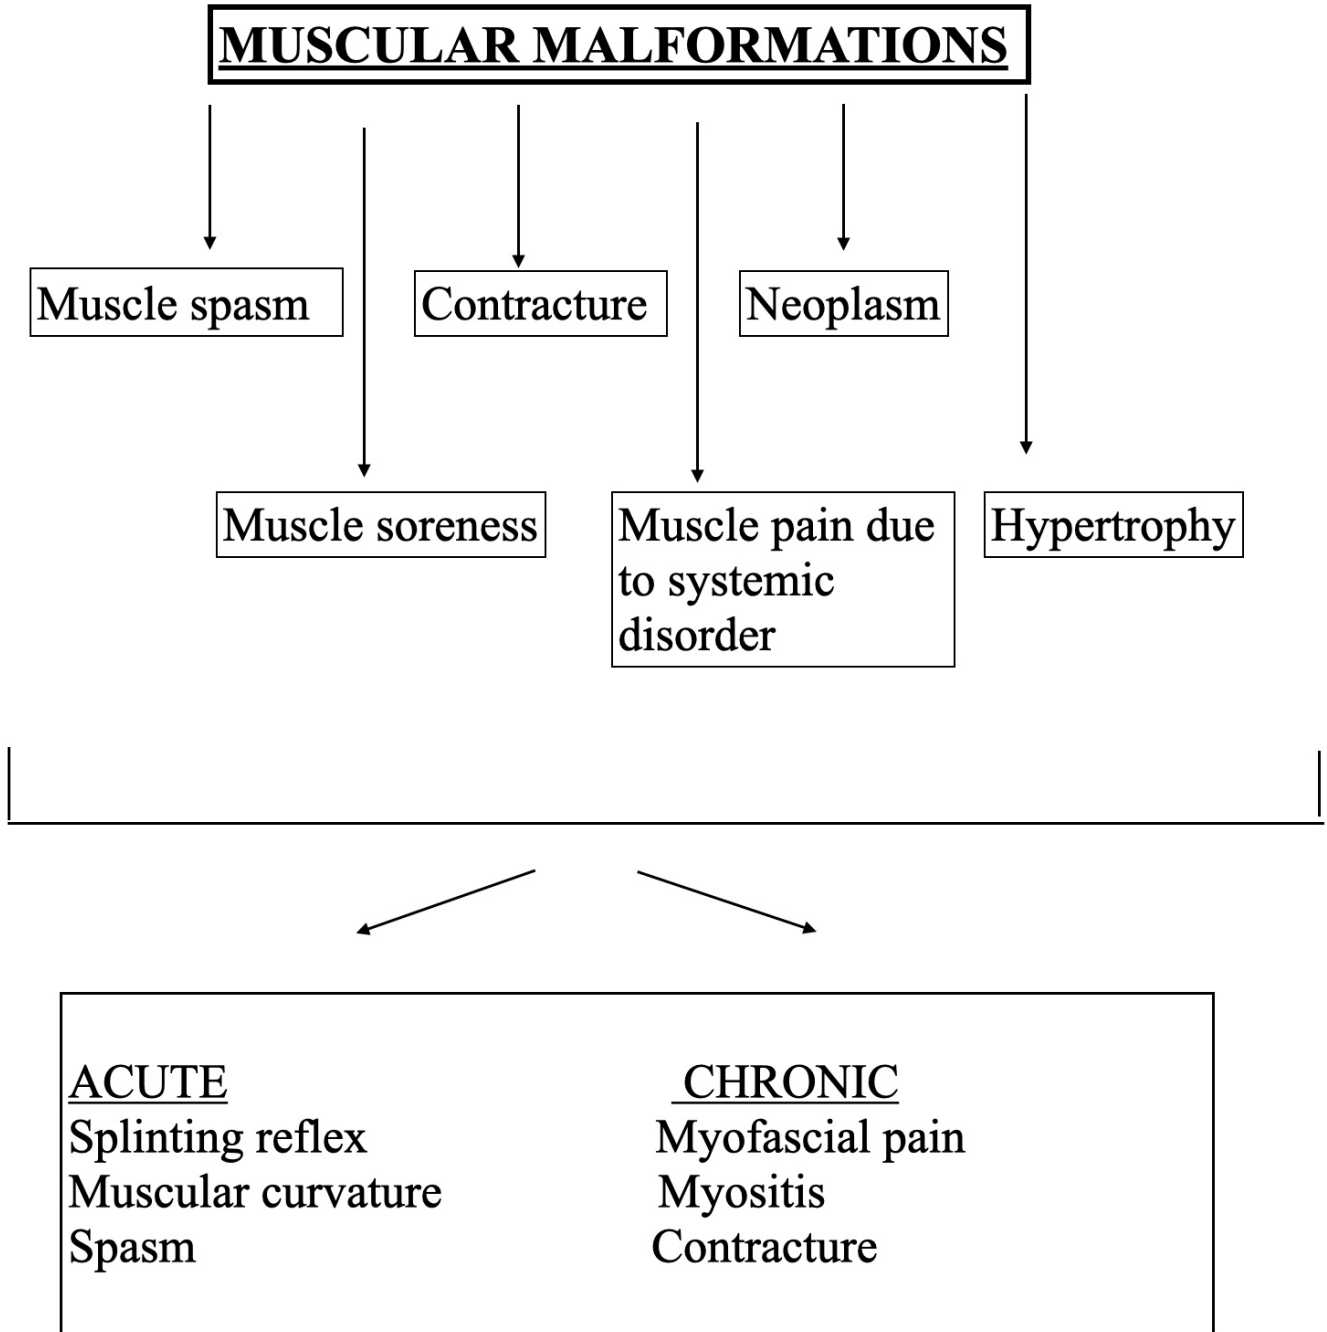 MUSCULAR MALFORMATIONS
Muscle spasm
Contracture
Neoplasm
Muscle soreness
Muscle pain due
to systemic
disorder
Hypertrophy
ACUTE
Splinting reflex
Muscular curvature
Spasm
CHRONIC
Myofascial pain
Myositis
Contracture